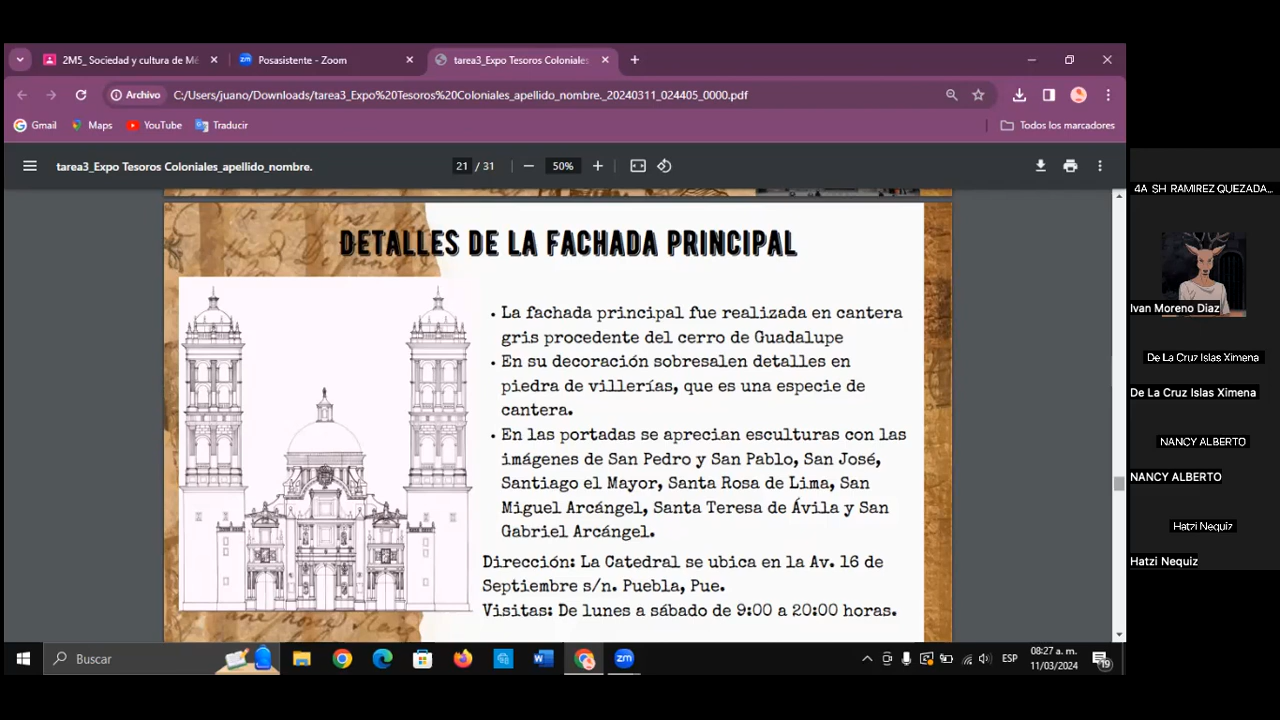 2M5_ Sociedad y cultura de Mé
Posasistente - Zoom
tarea3_Expo Tesoros Coloniales
Archivo
C:/Users/juano/Downloads/tarea3_Expo%20Tesoros%20Coloniales_apellido_nombre._20240311_024405_0000.pdf
Gmail
Maps
YouTube
Traducir
Todos los marcadores
tarea3_Expo Tesoros Coloniales_apellido_nombre.
21 / 31
50%
DETALLES DE LA FACHADA PRINCIPAL
• La fachada principal fue realizada en cantera
gris procedente del cerro de Guadalupe
• En su decoración sobresalen detalles en
piedra de villerías, que es una especie de
cantera.
• En las portadas se aprecian esculturas con las
imágenes de San Pedro y San Pablo, San José,
Santiago el Mayor, Santa Rosa de Lima, San
Miguel Arcángel, Santa Teresa de Ávila y San
Gabriel Arcángel.
Dirección: La Catedral se ubica en la Av. 16 de
Septiembre s/n. Puebla, Pue.
Visitas: De lunes a sábado de 9:00 a 20:00 horas.
4A SH RAMIREZ QUEZADA...
Ivan Moreno Diaz
De La Cruz Islas Ximena
De La Cruz Islas Ximena
NANCY ALBERTO
NANCY ALBERTO
Hatzi Nequiz
Hatzi Nequiz
Buscar
ESP
08:27 a. m.
11/03/2024
19